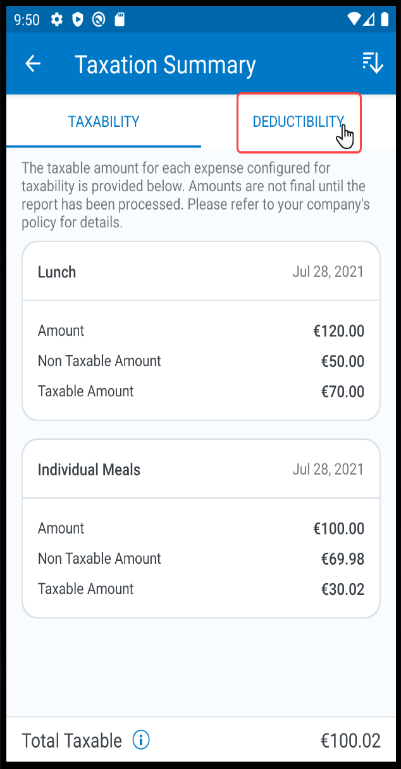 9:50
Taxation Summary
TAXABILITY DEDUCTIBILITY
The taxable amount for each expense configured for
taxability is provided below. Amounts are not final until the
report has been processed. Please refer to your company's
policy for details.
Lunch Jul 28, 2021
Amount €120.00
Non Taxable Amount €50.00
Taxable Amount €70.00
Individual Meals Jul 28, 2021
Amount €100.00
Non Taxable Amount €69.98
Taxable Amount €30.02
Total Taxable €100.02